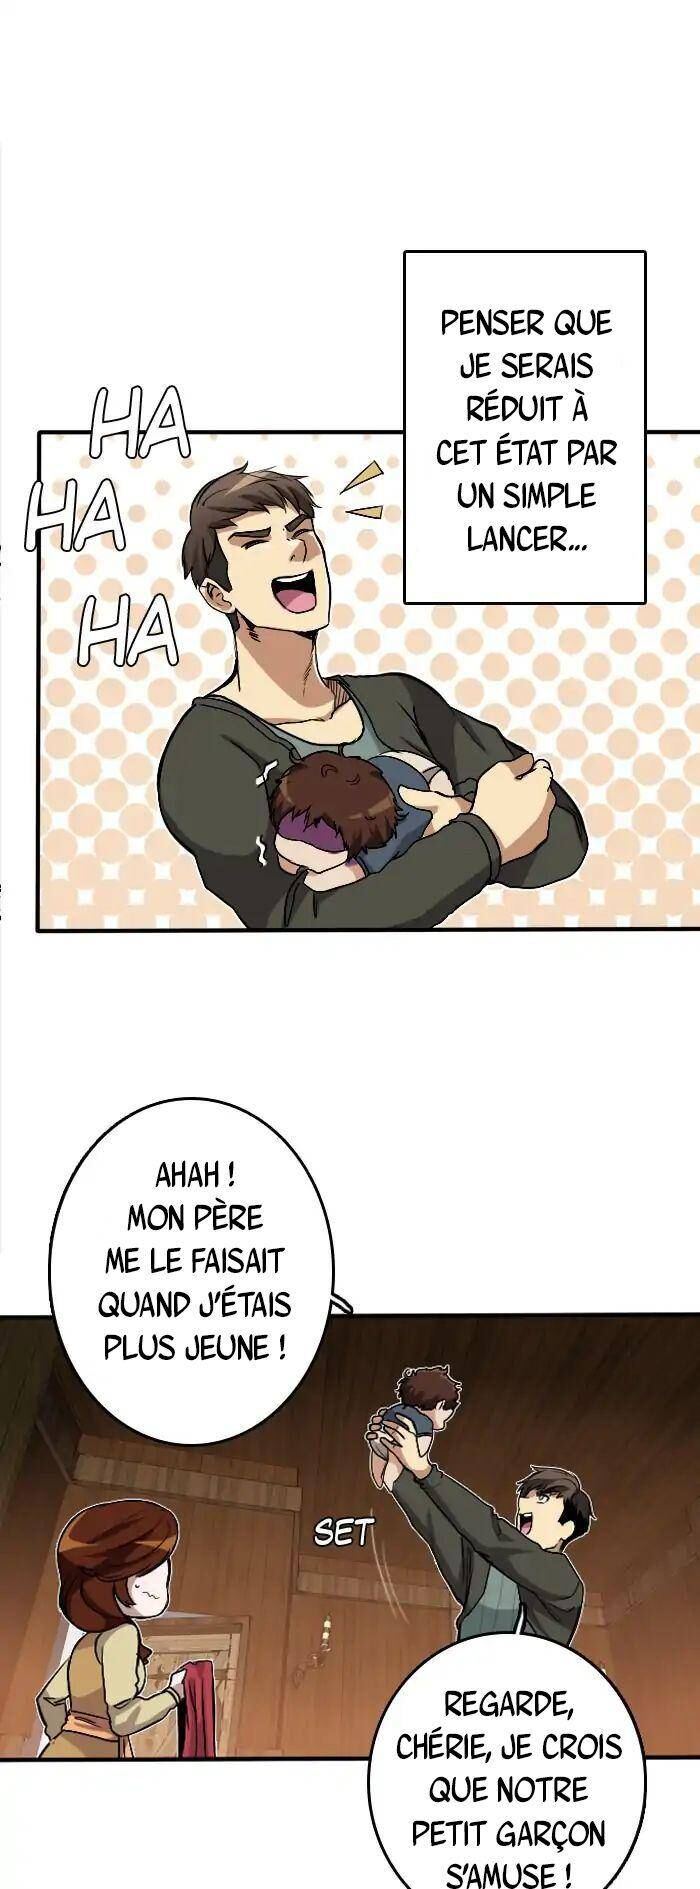 PENSER QUE
JE SERAIS
RÉDUIT À
CET ÉTAT PAR
UN SIMPLE
LANCER...
HA
HA
HA
AHAH !
MON PÈRE
ME LE FAISAIT
QUAND J'ÉTAIS
PLUS JEUNE !
SET
REGARDE,
CHÉRIE, JE CROIS
QUE NOTRE
PETIT GARÇON
S'AMUSE !